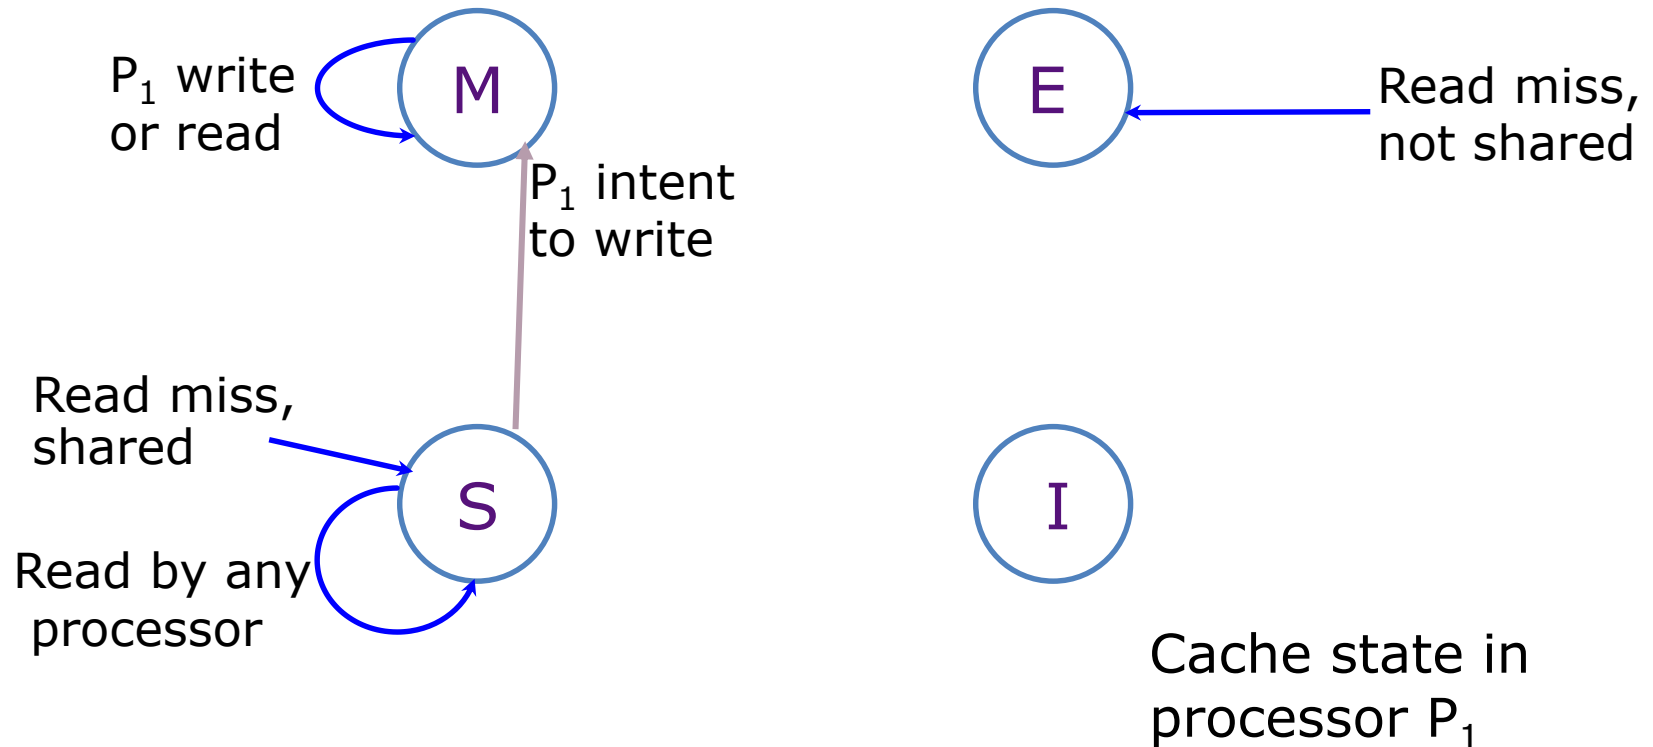 M
P₁ write
or read
E
Read miss,
not shared
P₁ intent
to write
Read miss,
shared
S
I
Read by any
processor
Cache state in
processor P₁